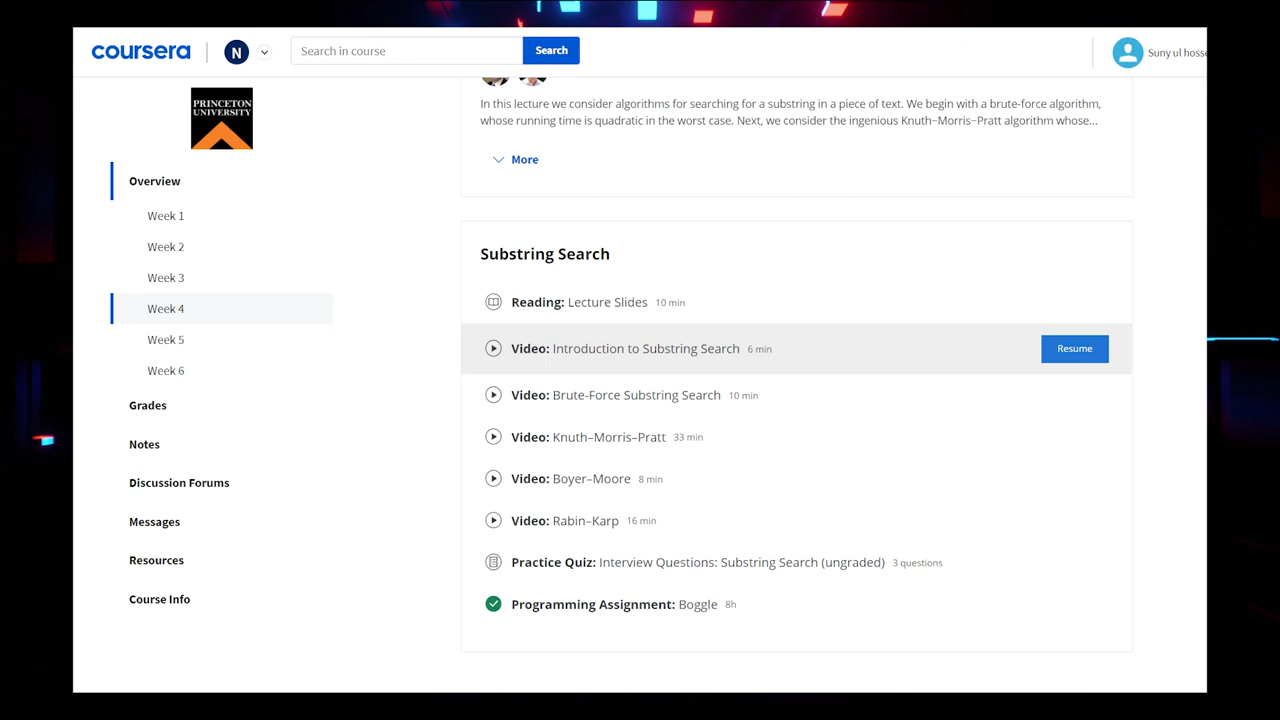 coursera
N
Search in course
Search
Suny ul hosse
PRINCETON
UNIVERSITY
In this lecture we consider algorithms for searching for a substring in a piece of text. We begin with a brute-force algorithm,
whose running time is quadratic in the worst case. Next, we consider the ingenious Knuth−Morris−Pratt algorithm whose...
More
Overview
Week 1
Week 2
Week 3
Week 4
Week 5
Week 6
Grades
Notes
Discussion Forums
Messages
Resources
Course Info
Substring Search
Reading: Lecture Slides 10 min
Video: Introduction to Substring Search 6 min
Resume
Video: Brute-Force Substring Search 10 min
Video: Knuth–Morris–Pratt 33 min
Video: Boyer–Moore 8 min
Video: Rabin–Karp 16 min
Practice Quiz: Interview Questions: Substring Search (ungraded) 3 questions
Programming Assignment: Boggle 8h